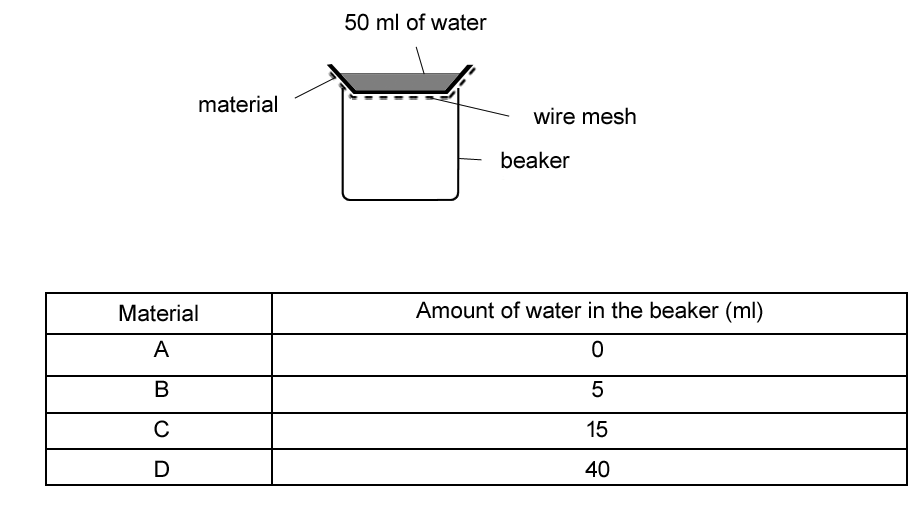 50 ml of water
material
wire mesh
beaker
Material Amount of water in the beaker (ml)
A 0
B 5
C 15
D 40